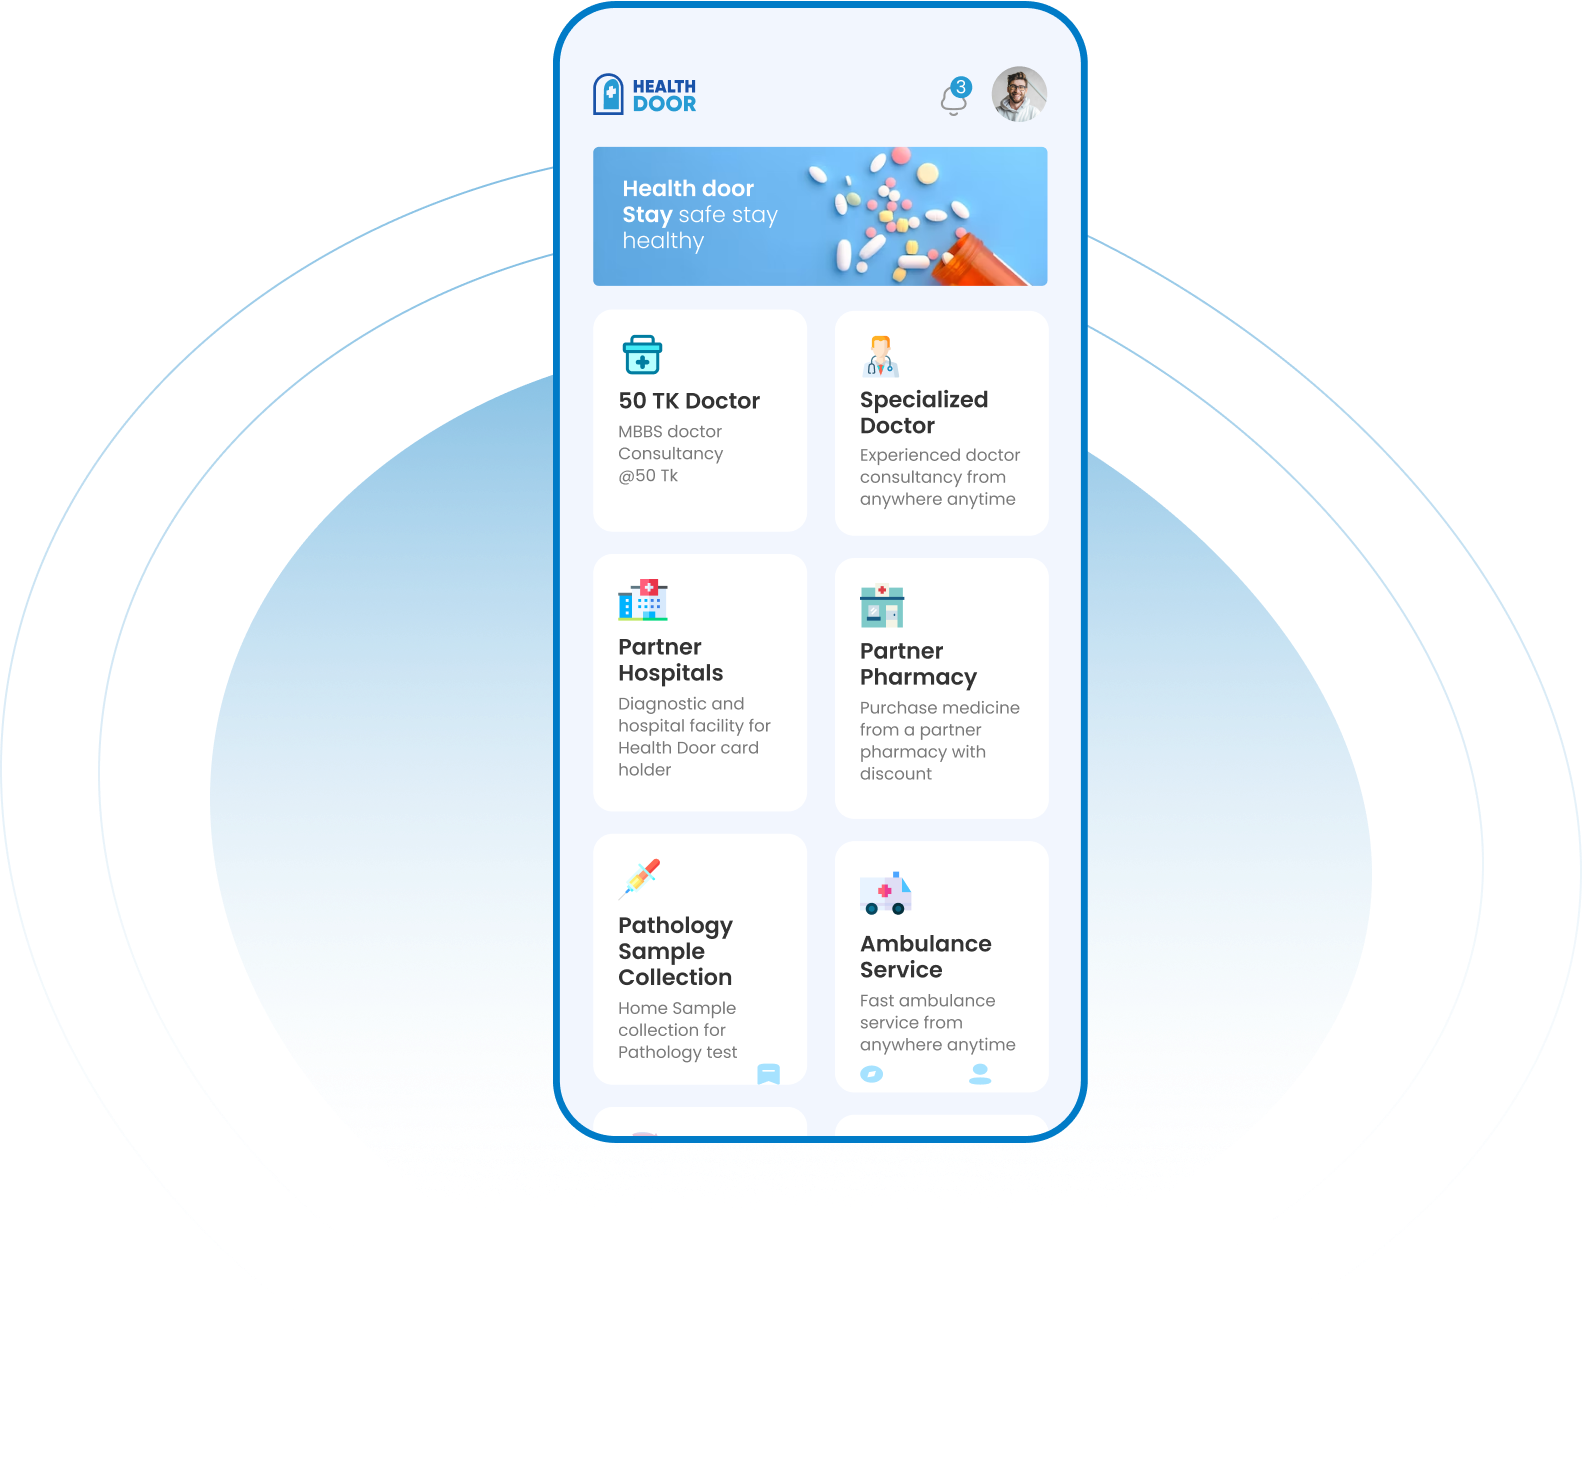 HEALTH
DOOR
3
Health door
Stay safe stay
healthy
50 TK Doctor
MBBS doctor
Consultancy
@50 Tk
Specialized
Doctor
Experienced doctor
consultancy from
anywhere anytime
Partner
Hospitals
Diagnostic and
hospital facility for
Health Door card
holder
Partner
Pharmacy
Purchase medicine
from a partner
pharmacy with
discount
Pathology
Sample
Collection
Home Sample
collection for
Pathology test
Ambulance
Service
Fast ambulance
service from
anywhere anytime